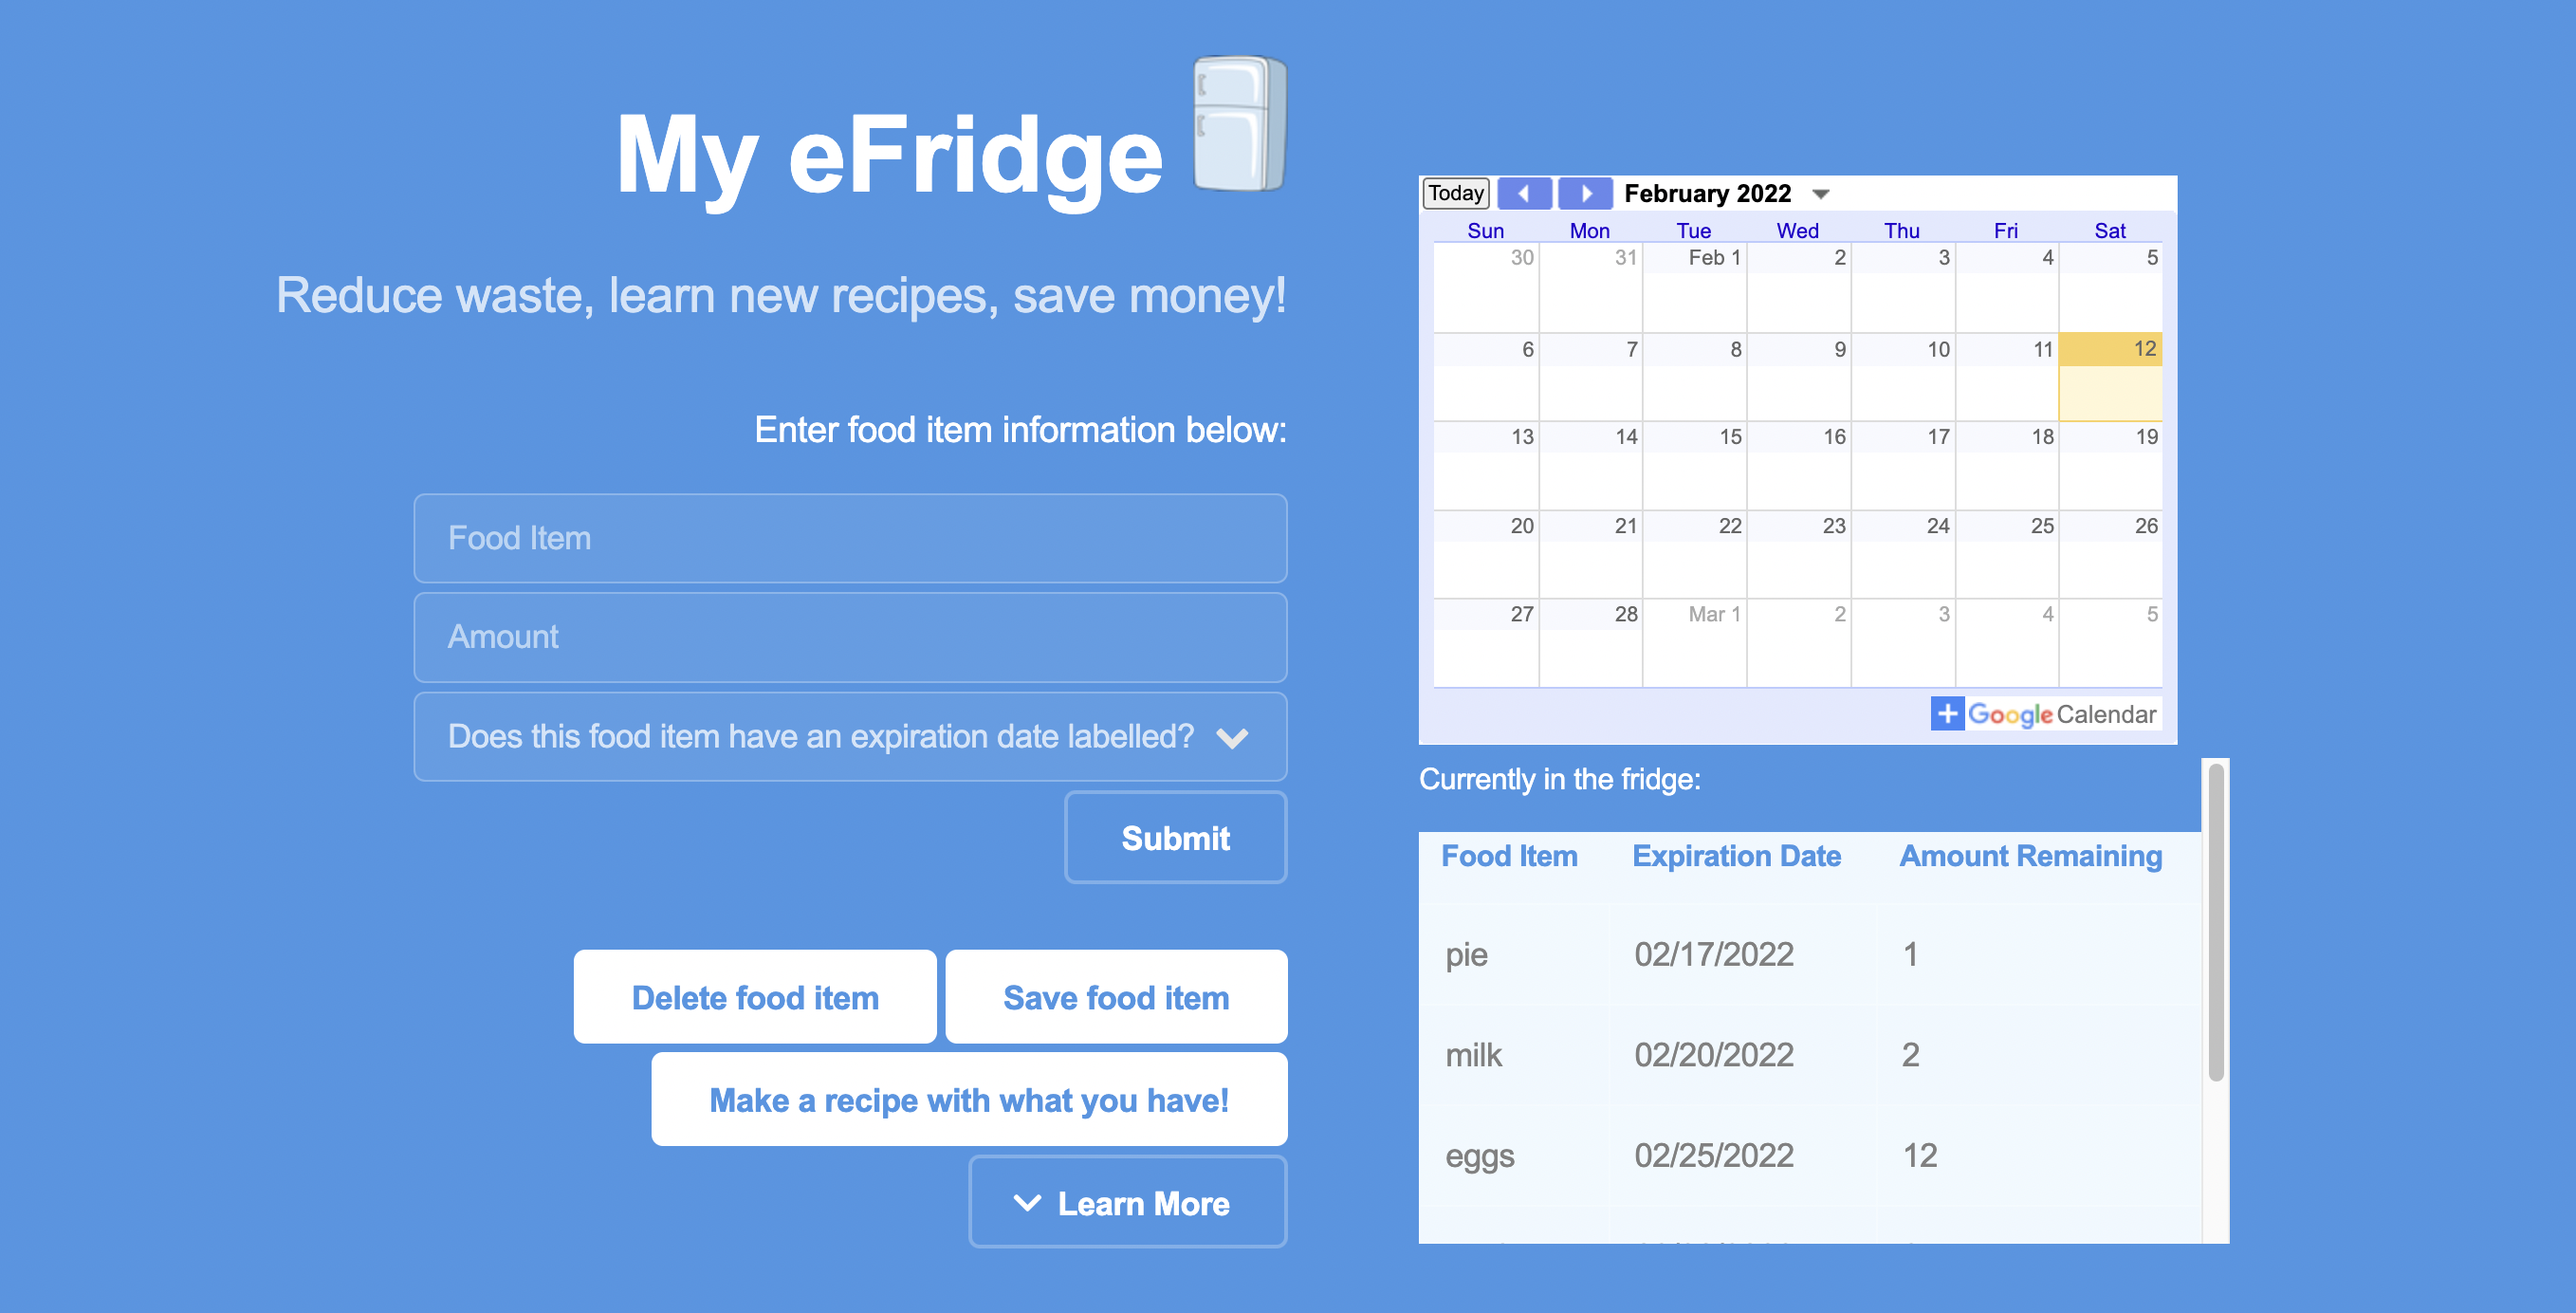 My eFridge
Reduce waste, learn new recipes, save money!
Enter food item information below:
Food Item
Amount
Does this food item have an expiration date labelled?
Submit
Delete food item Save food item
Make a recipe with what you have!
Learn More
Today February 2022
Sun Mon Tue Wed Thu Fri Sat
30 31 Feb 1 2 3 4 5
6 7 8 9 10 11 12
13 14 15 16 17 18 19
20 21 22 23 24 25 26
27 28 Mar 1 2 3 4 5
+ Google Calendar
Currently in the fridge:
Food Item Expiration Date Amount Remaining
pie 02/17/2022 1
milk 02/20/2022 2
eggs 02/25/2022 12